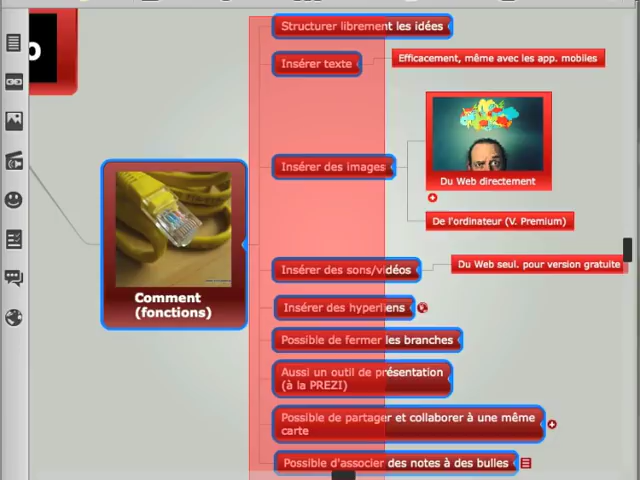 Structurer librement les idées
Insérer texte
Efficacement, même avec les app. mobiles
Insérer des images
Du Web directement
De l'ordinateur (V. Premium)
Comment
(fonctions)
Insérer des sons/vidéos
Du Web seul. pour version gratuite
Insérer des hyperliens
Possible de fermer les branches
Aussi un outil de présentation
(à la PREZI)
Possible de partager et collaborer à une même
carte
Possible d'associer des notes à des bulles